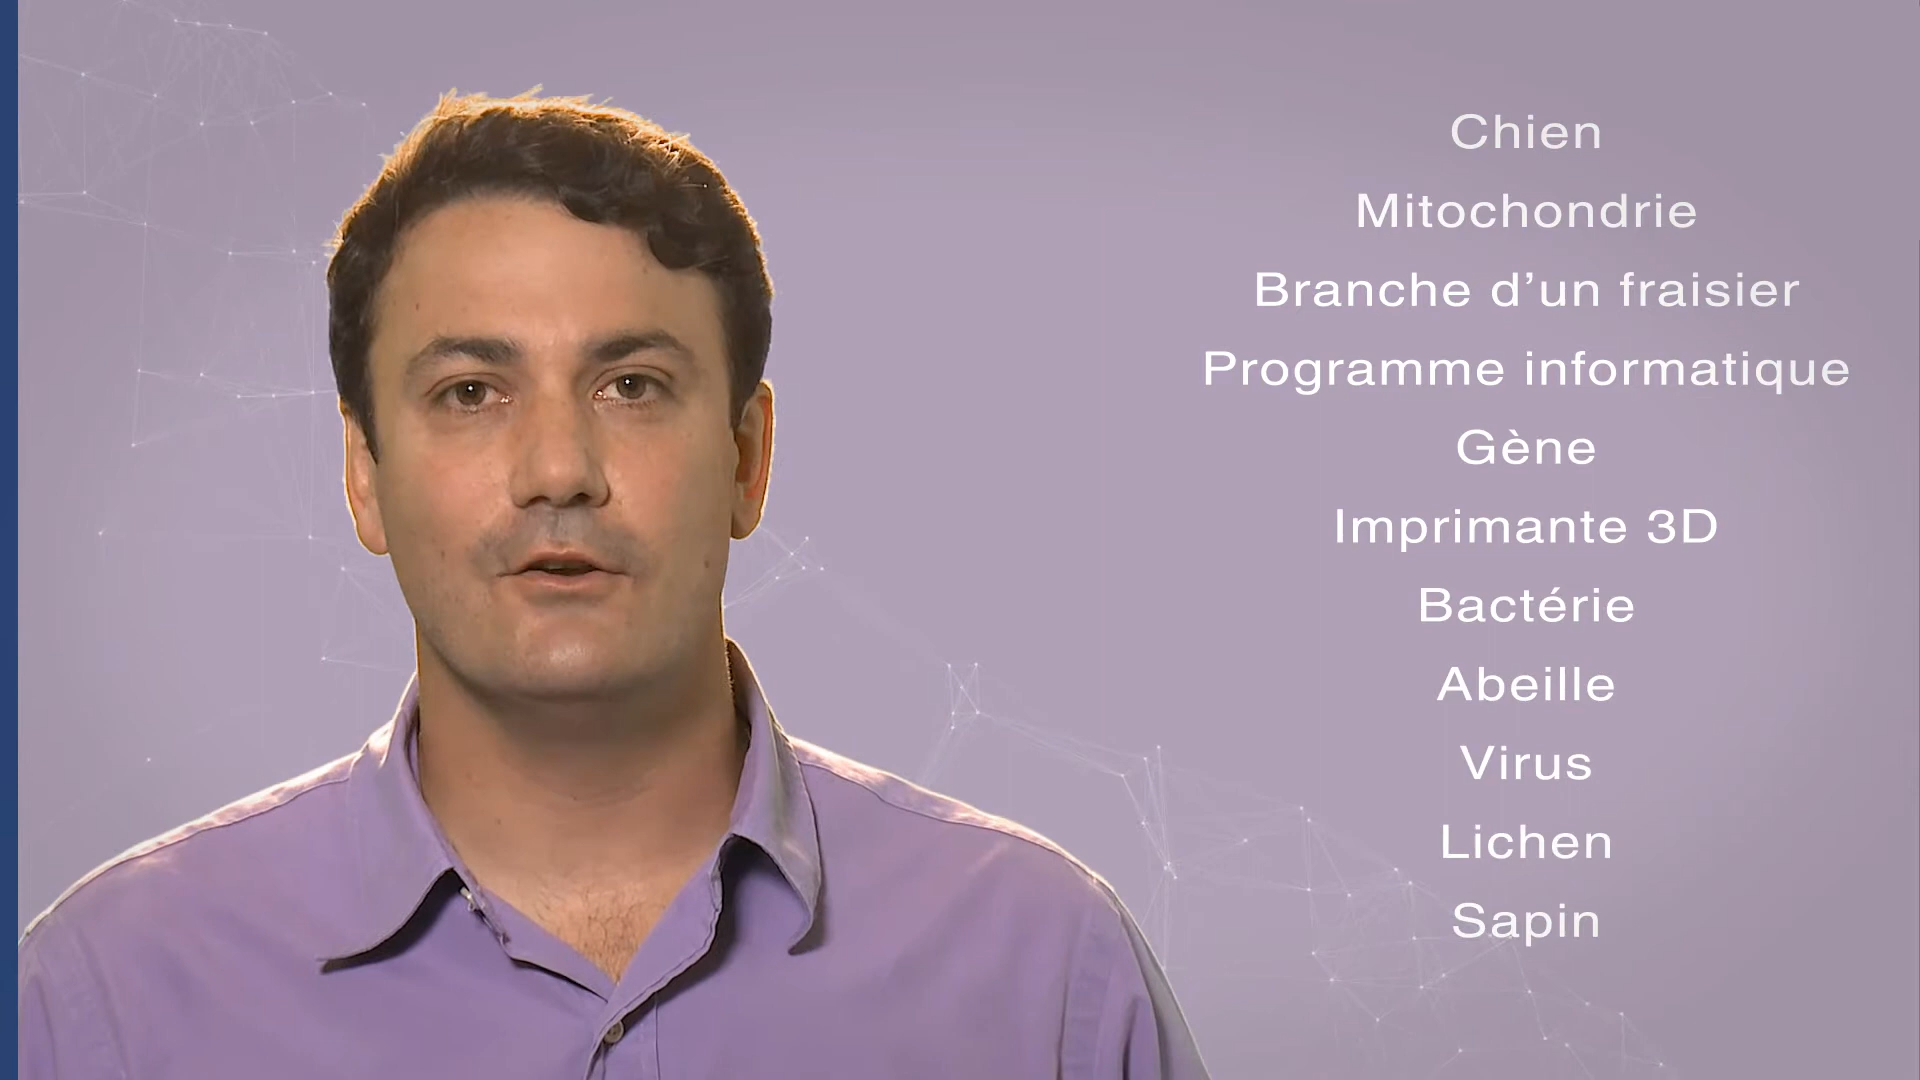 Chien
Mitochondrie
Branche d’un fraisier
Programme informatique
Gène
Imprimante 3D
Bactérie
Abeille
Virus
Lichen
Sapin